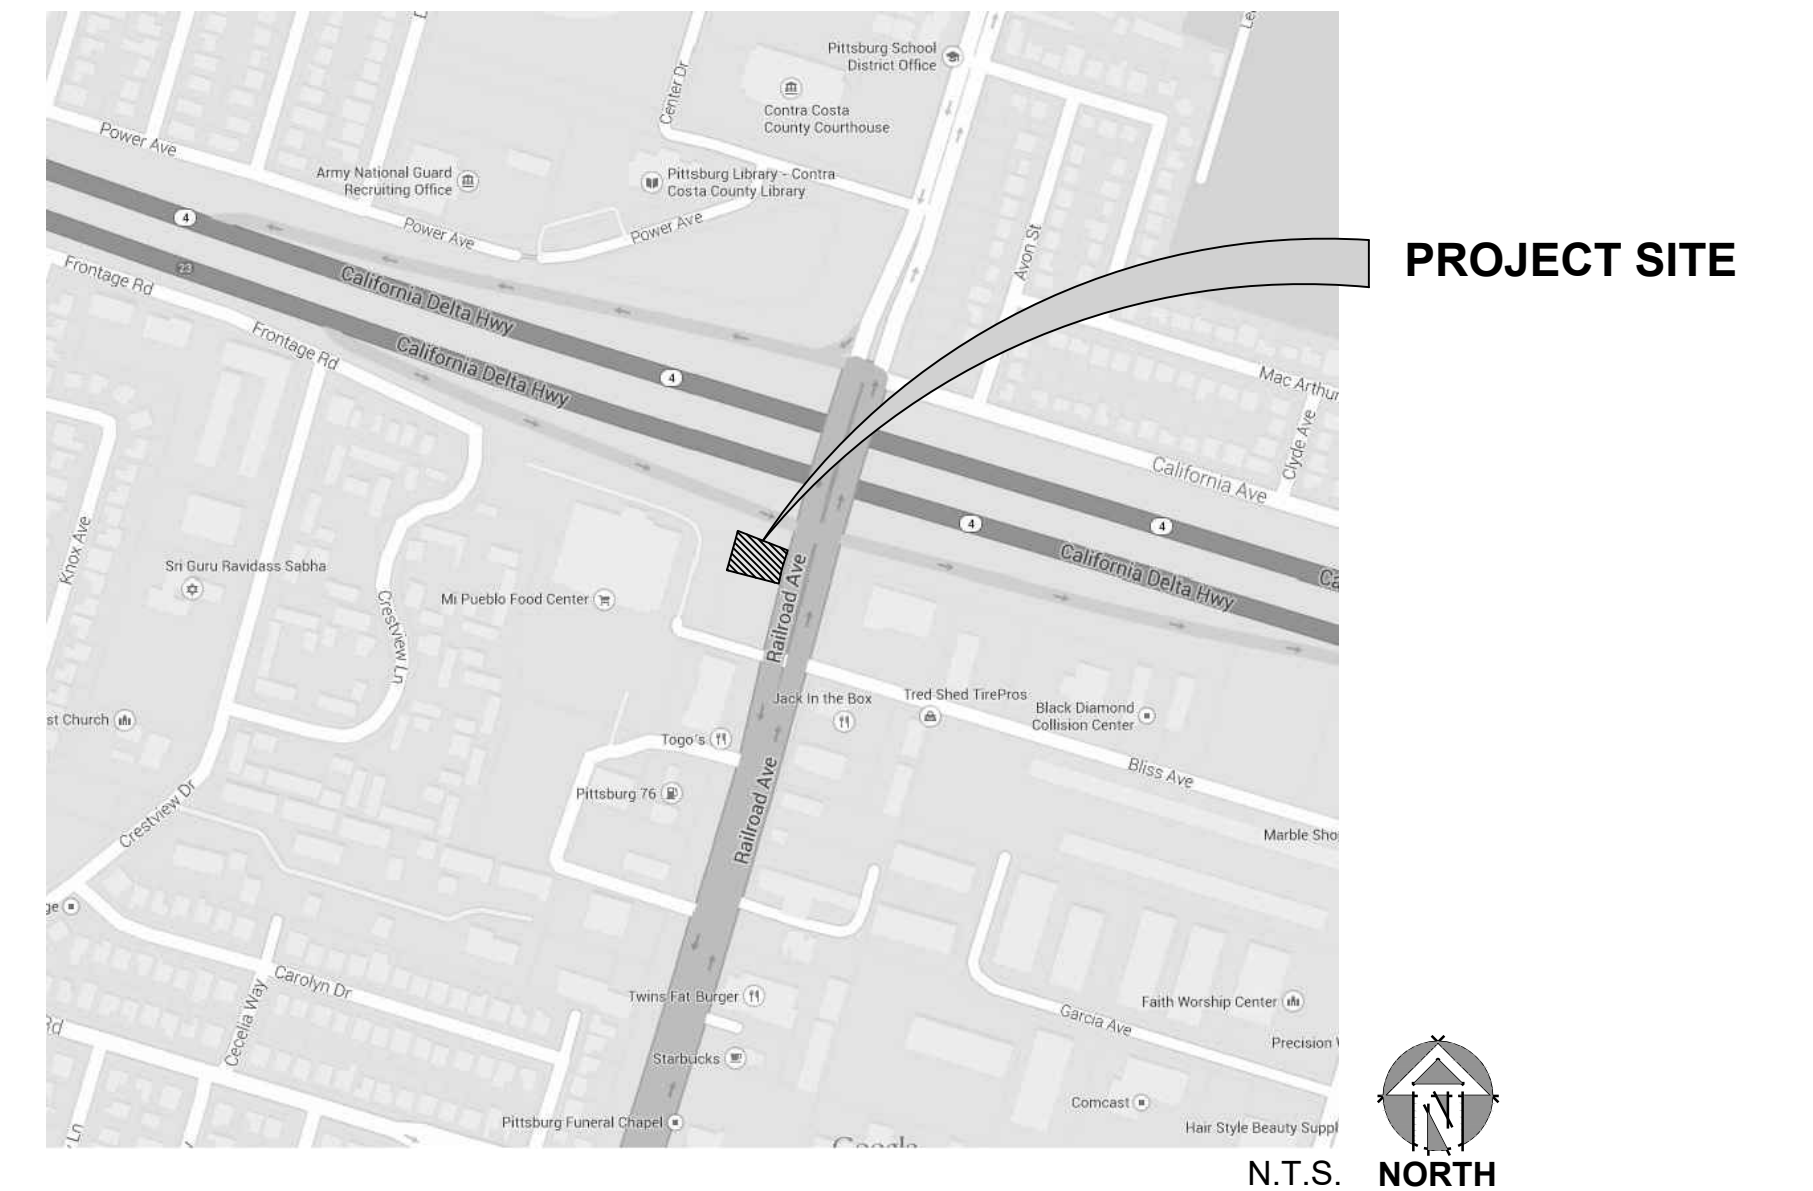 Pittsburg School
District Office
Center Dr
Contra Costa
County Courthouse
Power Ave
Army National Guard
Recruiting Office
Pittsburg Library - Contra
Costa County Library
4
Power Ave
Power Ave
Avon St
PROJECT SITE
23
Frontage Rd
California Delta Hwy
Frontage Rd
California Delta Hwy
4
Mac Arthur
Clyde Ave
California Ave
4
4
Knox Ave
California Delta Hwy
Ca
Sri Guru Ravidass Sabha
Mi Pueblo Food Center
Crestview Ln
Railroad Ave
Jack In the Box
Tred Shed TirePros
Black Diamond
Collision Center
st Church
Togo's
Bliss Ave
Pittsburg 76
Railroad Ave
Crestview Dr
Marble Sho
ge
Carolyn Dr
Cecelia Way
Twins Fat Burger
Faith Worship Center
Garcia Ave
Rd
Starbucks
Precision
Comcast
Pittsburg Funeral Chapel
Hair Style Beauty Suppl
Ln
Google
N
N.T.S.
NORTH